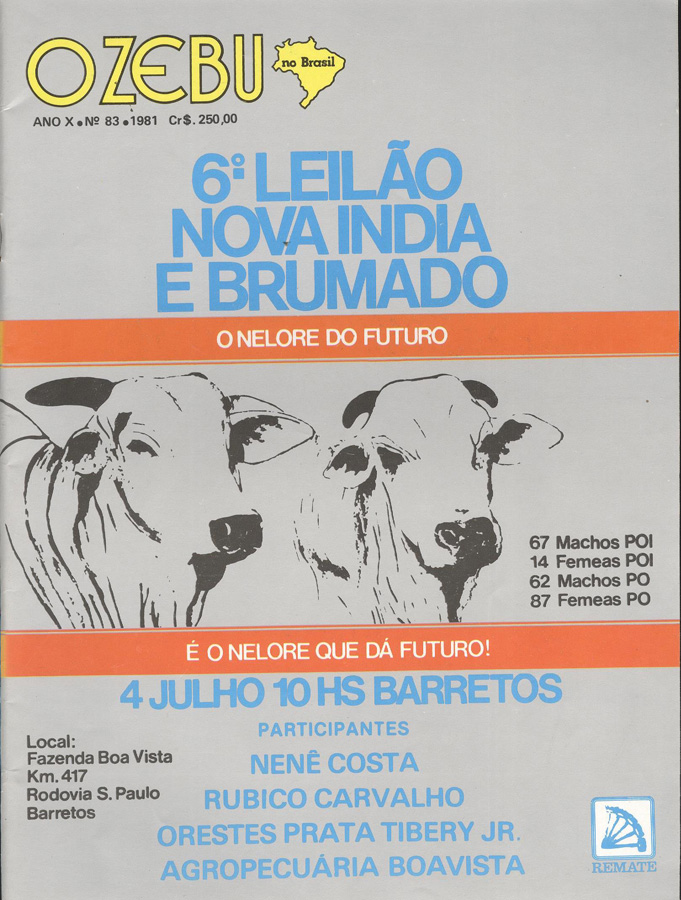 O ZEBU
no Brasil
ANO X • Nº 83 • 1981 Cr$. 250,00
6º LEILÃO
NOVA INDIA
E BRUMADO
O NELORE DO FUTURO
67 Machos POI
14 Femeas POI
62 Machos PO
87 Femeas PO
É O NELORE QUE DÁ FUTURO!
4 JULHO 10 HS BARRETOS
PARTICIPANTES
NENÊ COSTA
RUBICO CARVALHO
ORESTES PRATA TIBERY JR.
AGROPECUÁRIA BOAVISTA
Local:
Fazenda Boa Vista
Km. 417
Rodovia S. Paulo
Barretos
REMATE